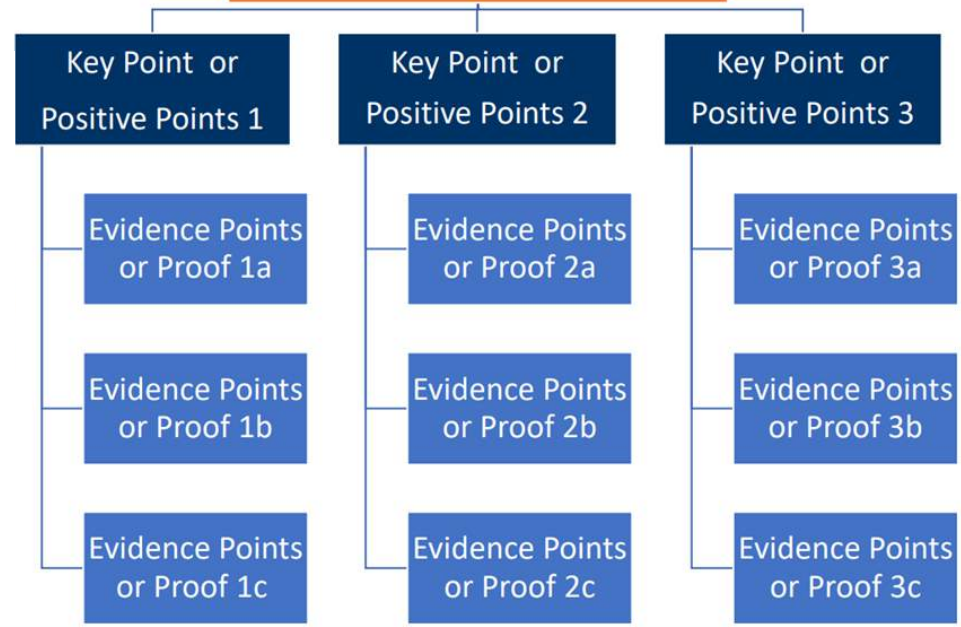 Key Point or
Positive Points 1
Key Point or
Positive Points 2
Key Point or
Positive Points 3
Evidence Points
or Proof 1a
Evidence Points
or Proof 1b
Evidence Points
or Proof 1c
Evidence Points
or Proof 2a
Evidence Points
or Proof 2b
Evidence Points
or Proof 2c
Evidence Points
or Proof 3a
Evidence Points
or Proof 3b
Evidence Points
or Proof 3c